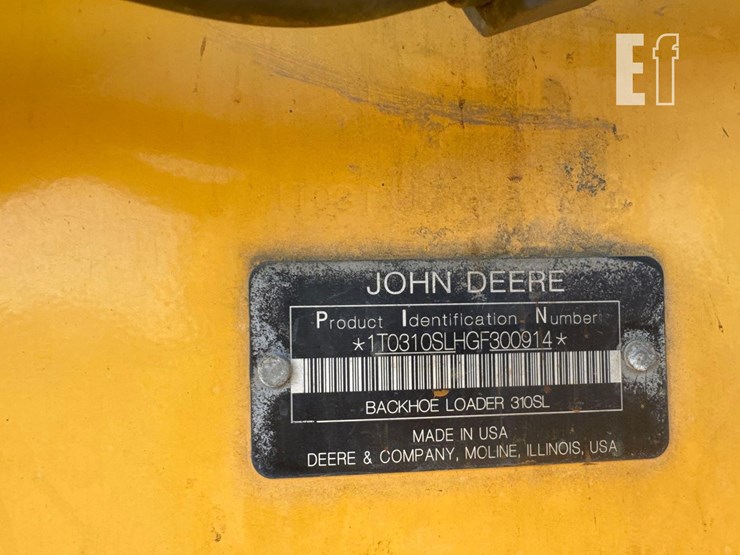 Ef
JOHN DEERE
Product Identification Number
*1T0310SLHGF300914*
BACKHOE LOADER 310SL
MADE IN USA
DEERE & COMPANY, MOLINE, ILLINOIS, USA